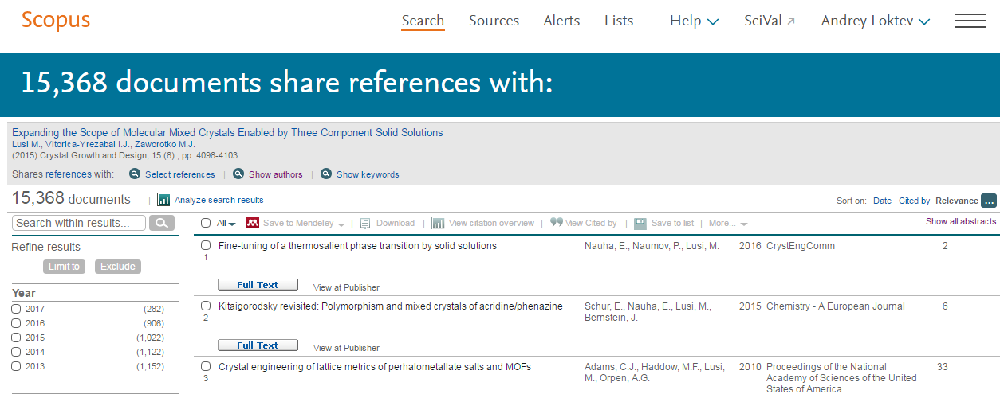 Scopus Search Sources Alerts Lists Help SciVal Andrey Loktev
15,368 documents share references with:
Expanding the Scope of Molecular Mixed Crystals Enabled by Three Component Solid Solutions
Lusi M., Vitorica-Yrezabal I.J., Zaworotko M.J.
(2015) Crystal Growth and Design, 15 (8) , pp. 4098-4103.
Shares references with: Select references | Show authors | Show keywords
15,368 documents | Analyze search results Sort on: Date Cited by Relevance ...
Search within results...
All Save to Mendeley | Download | View citation overview | View Cited by | Save to list | More... Show all abstracts
Refine results
Limit to Exclude
Year
2017 (282)
2016 (906)
2015 (1,022)
2014 (1,122)
2013 (1,152)
1 Fine-tuning of a thermosalient phase transition by solid solutions Nauha, E., Naumov, P., Lusi, M. 2016 CrystEngComm 2
Full Text View at Publisher
2 Kitaigorodsky revisited: Polymorphism and mixed crystals of acridine/phenazine Schur, E., Nauha, E., Lusi, M., 2015 Chemistry - A European Journal 6
Bernstein, J.
Full Text View at Publisher
3 Crystal engineering of lattice metrics of perhalometallate salts and MOFs Adams, C.J., Haddow, M.F., Lusi, 2010 Proceedings of the National 33
M., Orpen, A.G. Academy of Sciences of the United
States of America